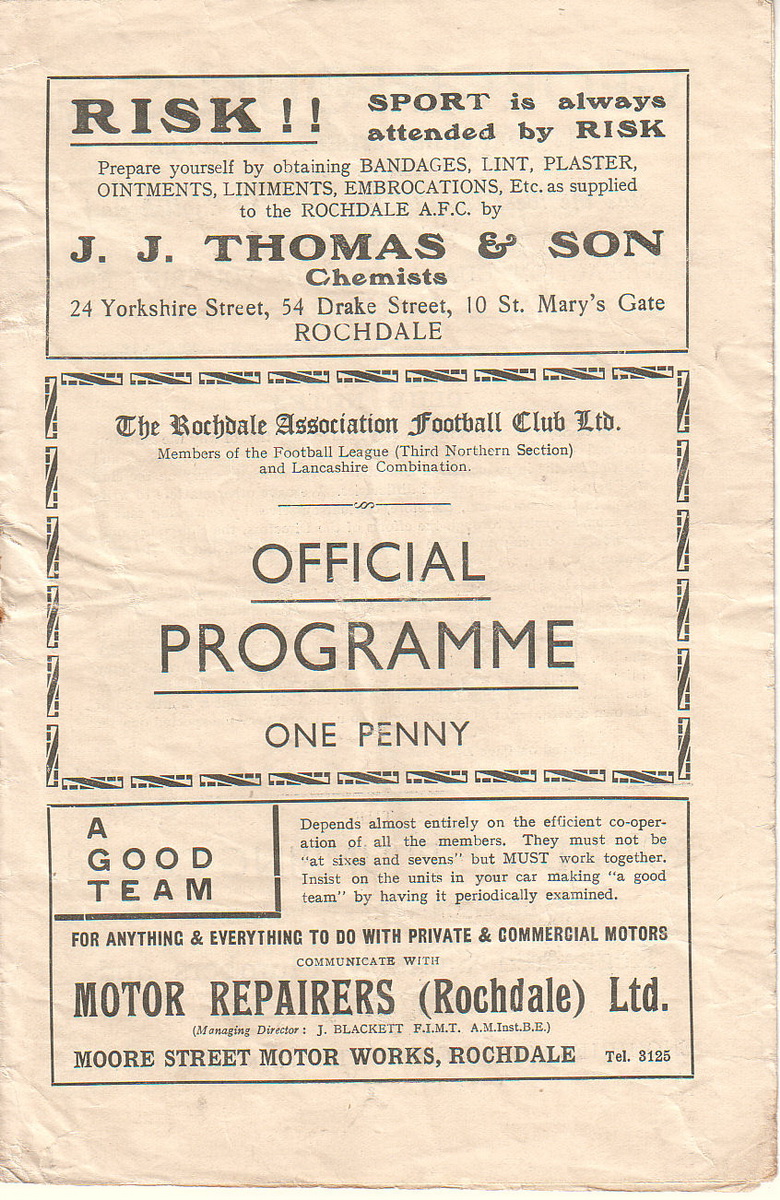 RISK!!
SPORT is always
attended by RISK
Prepare yourself by obtaining BANDAGES, LINT, PLASTER,
OINTMENTS, LINIMENTS, EMBROCATIONS, Etc. as supplied
to the ROCHDALE A.F.C. by
J. J. THOMAS & SON
Chemists
24 Yorkshire Street, 54 Drake Street, 10 St. Mary's Gate
ROCHDALE
The Rochdale Association Football Club Ltd.
Members of the Football League (Third Northern Section)
and Lancashire Combination.
OFFICIAL
PROGRAMME
ONE PENNY
A
GOOD
TEAM
Depends almost entirely on the efficient co-oper-
ation of all the members. They must not be
"at sixes and sevens" but MUST work together.
Insist on the units in your car making "a good
team" by having it periodically examined.
FOR ANYTHING & EVERYTHING TO DO WITH PRIVATE & COMMERCIAL MOTORS
COMMUNICATE WITH
MOTOR REPAIRERS (Rochdale) Ltd.
(Managing Director: J. BLACKETT F.I.M.T. A.M.Inst.B.E.)
MOORE STREET MOTOR WORKS, ROCHDALE Tel. 3125